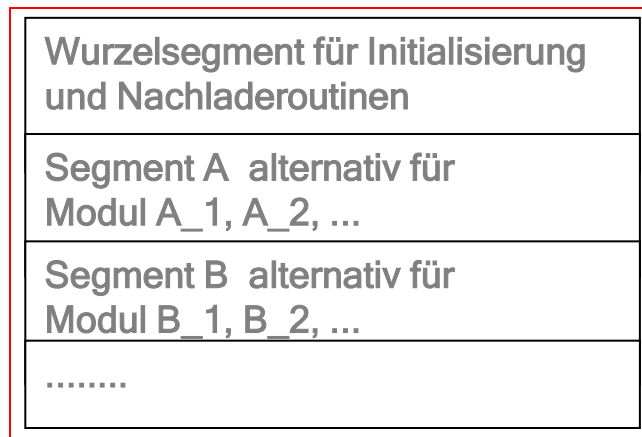 Wurzelsegment für Initialisierung
und Nachladeroutinen
Segment A alternativ für
Modul A_1, A_2, ...
Segment B alternativ für
Modul B_1, B_2, ...
........